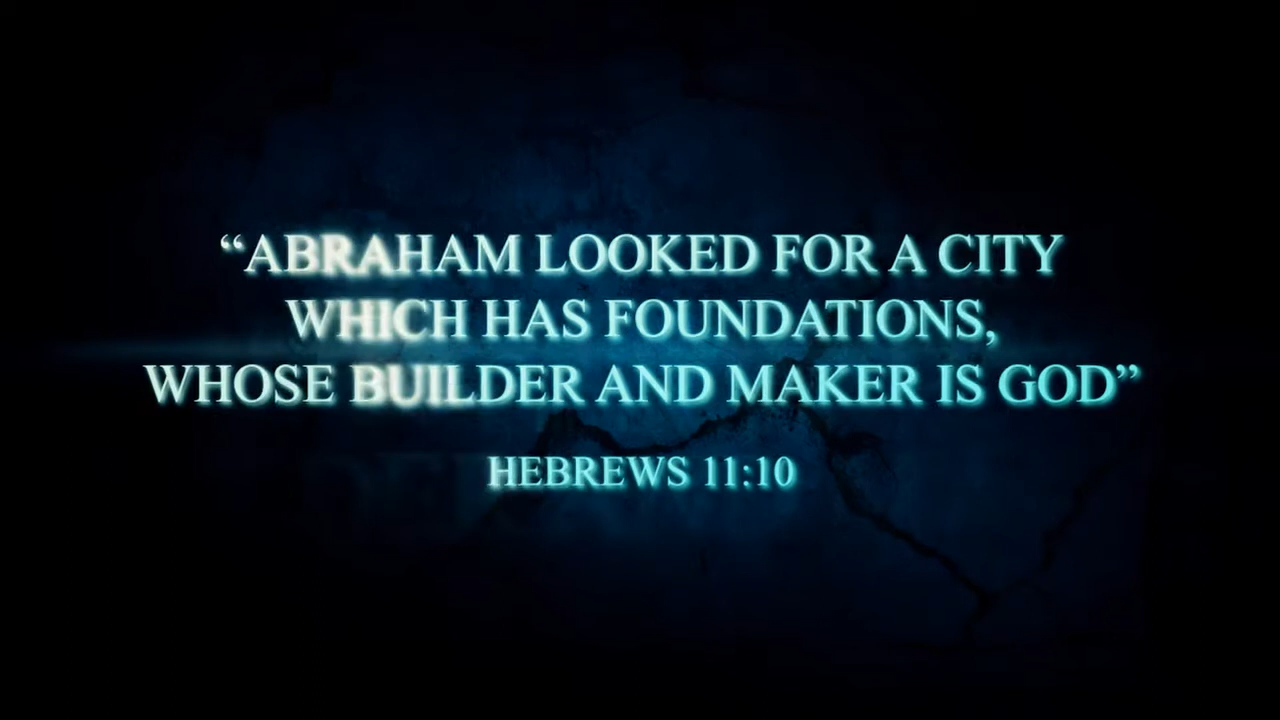 “ABRAHAM LOOKED FOR A CITY
WHICH HAS FOUNDATIONS,
WHOSE BUILDER AND MAKER IS GOD”
HEBREWS 11:10